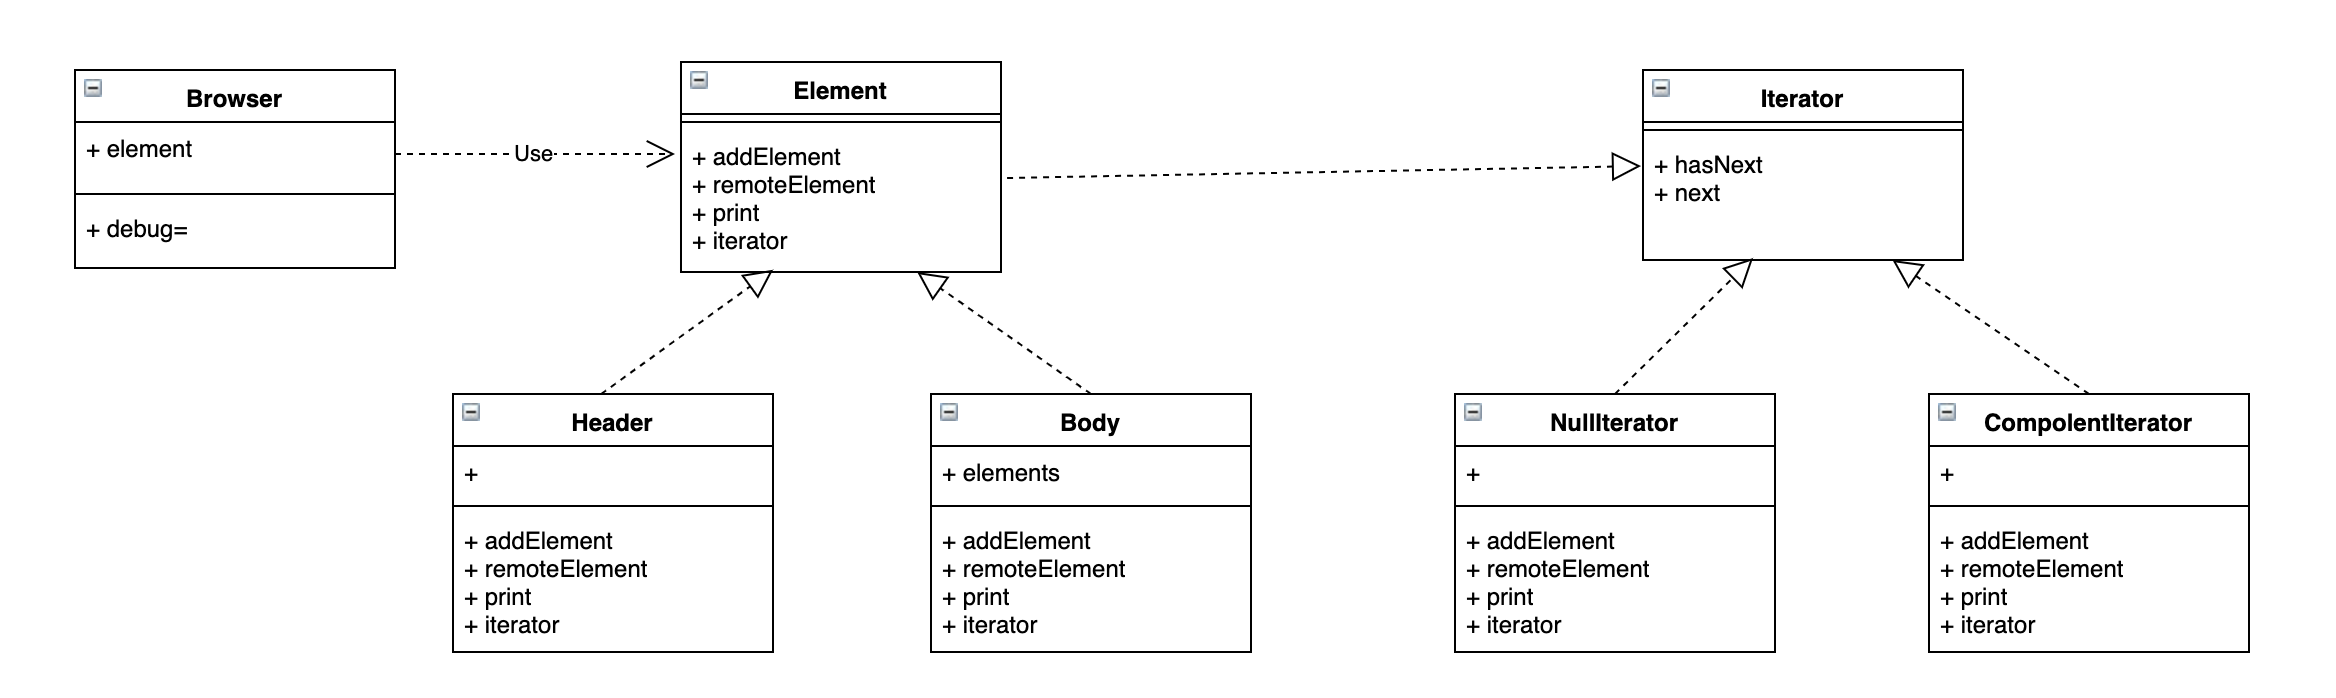 Browser
+ element
+ debug=
Use
Element
+ addElement
+ remoteElement
+ print
+ iterator
Iterator
+ hasNext
+ next
Header
+
+ addElement
+ remoteElement
+ print
+ iterator
Body
+ elements
+ addElement
+ remoteElement
+ print
+ iterator
NullIterator
+
+ addElement
+ remoteElement
+ print
+ iterator
CompolentIterator
+
+ addElement
+ remoteElement
+ print
+ iterator